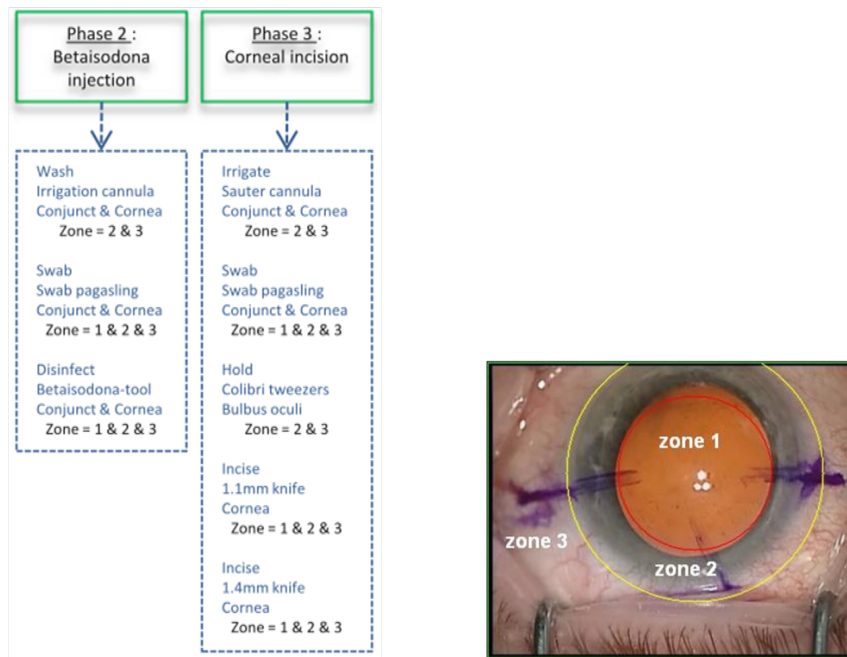 Phase 2 :
Betaisodona
injection
Wash
Irrigation cannula
Conjunct & Cornea
Zone = 2 & 3
Swab
Swab pagasling
Conjunct & Cornea
Zone = 1 & 2 & 3
Disinfect
Betaisodona-tool
Conjunct & Cornea
Zone = 1 & 2 & 3
Phase 3 :
Corneal incision
Irrigate
Sauter cannula
Conjunct & Cornea
Zone = 2 & 3
Swab
Swab pagasling
Conjunct & Cornea
Zone = 1 & 2 & 3
Hold
Colibri tweezers
Bulbus oculi
Zone = 2 & 3
Incise
1.1mm knife
Cornea
Zone = 1 & 2 & 3
Incise
1.4mm knife
Cornea
Zone = 1 & 2 & 3
zone 1
zone 3
zone 2